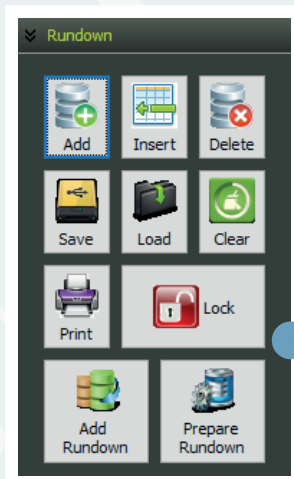 Rundown
Add Insert Delete
Save Load Clear
Print Lock
Add Prepare
Rundown Rundown